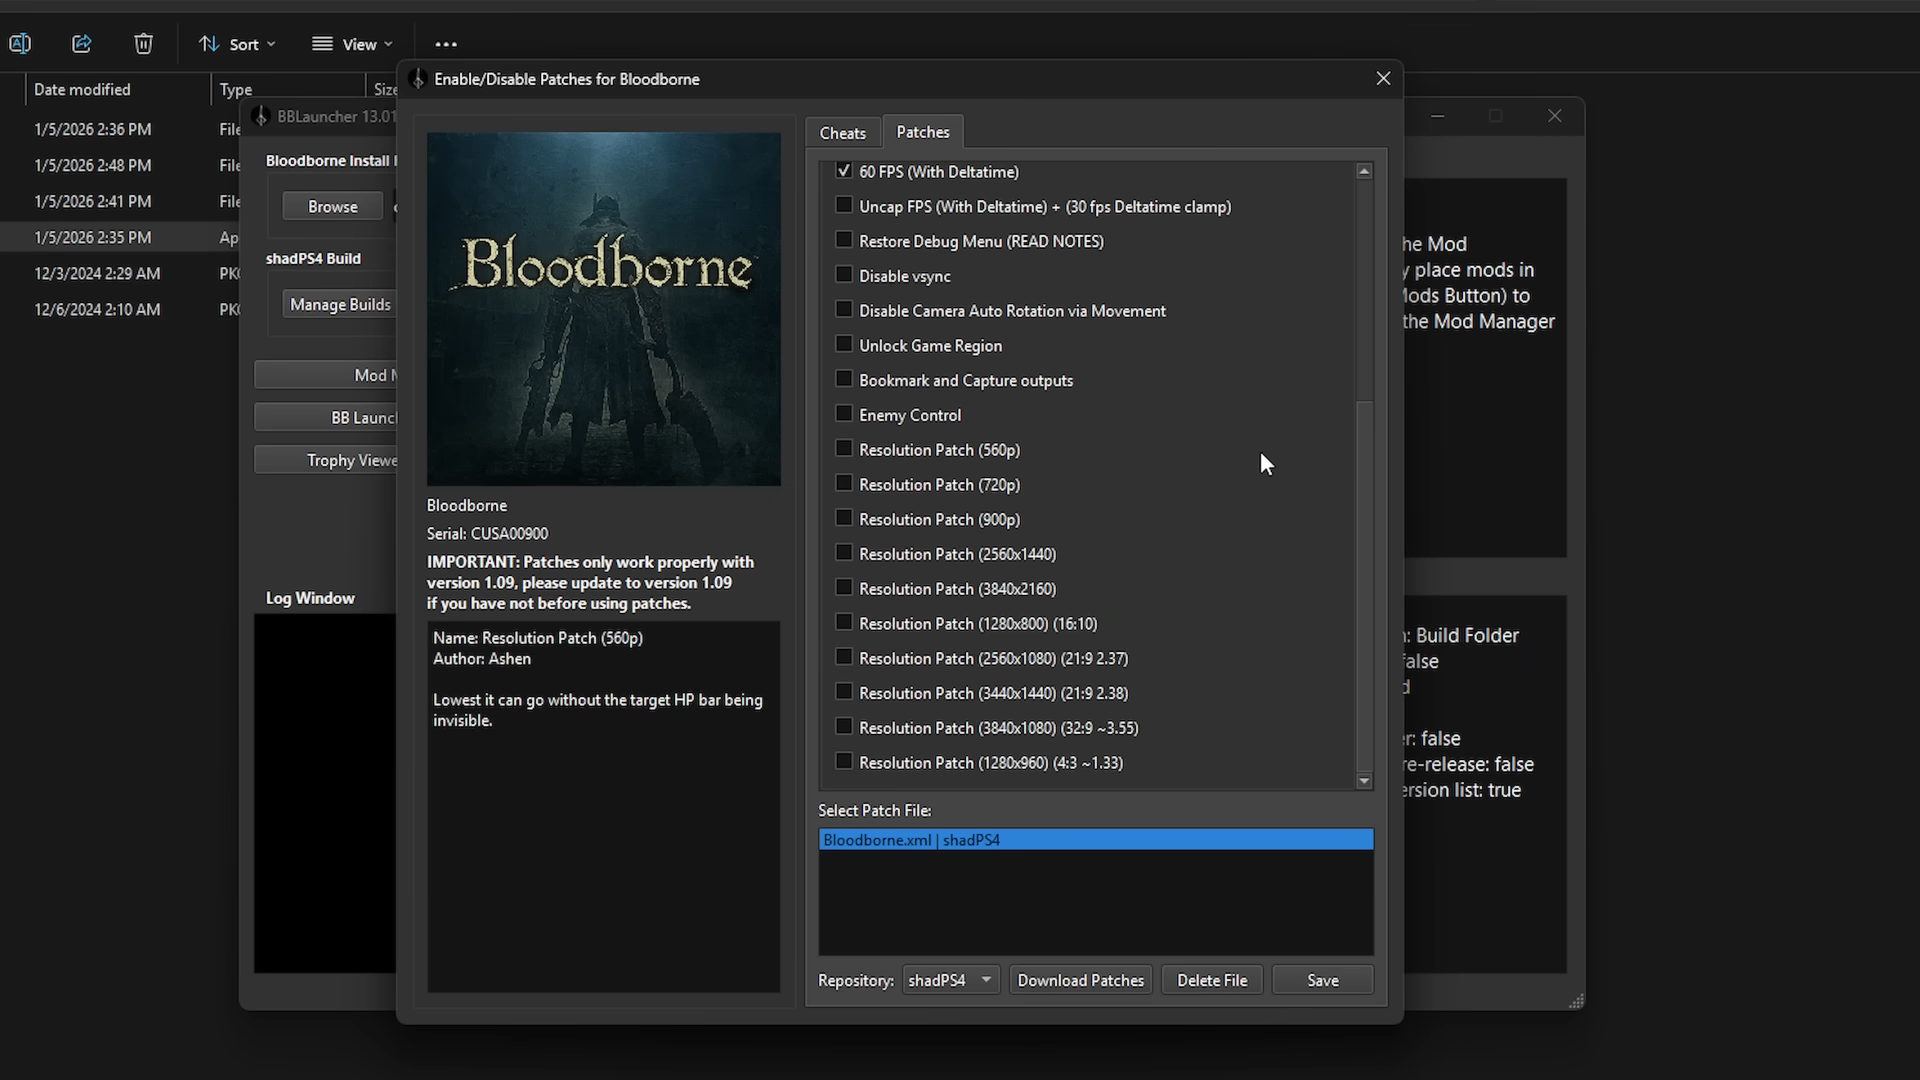 Sort
View
Date modified
Type
Size
1/5/2026 2:36 PM
File
1/5/2026 2:48 PM
File
1/5/2026 2:41 PM
File
1/5/2026 2:35 PM
Ap
12/3/2024 2:29 AM
PKG
12/6/2024 2:10 AM
PKG
BBLauncher 13.01
Bloodborne Install
Browse
shadPS4 Build
Manage Builds
Mod M
BB Launc
Trophy Viewe
Log Window
Enable/Disable Patches for Bloodborne
Bloodborne
Bloodborne
Serial: CUSA00900
IMPORTANT: Patches only work properly with
version 1.09, please update to version 1.09
if you have not before using patches.
Name: Resolution Patch (560p)
Author: Ashen
Lowest it can go without the target HP bar being
invisible.
Cheats
Patches
60 FPS (With Deltatime)
Uncap FPS (With Deltatime) + (30 fps Deltatime clamp)
Restore Debug Menu (READ NOTES)
Disable vsync
Disable Camera Auto Rotation via Movement
Unlock Game Region
Bookmark and Capture outputs
Enemy Control
Resolution Patch (560p)
Resolution Patch (720p)
Resolution Patch (900p)
Resolution Patch (2560x1440)
Resolution Patch (3840x2160)
Resolution Patch (1280x800) (16:10)
Resolution Patch (2560x1080) (21:9 2.37)
Resolution Patch (3440x1440) (21:9 2.38)
Resolution Patch (3840x1080) (32:9 ~3.55)
Resolution Patch (1280x960) (4:3 ~1.33)
Select Patch File:
Bloodborne.xml | shadPS4
Repository:
shadPS4
Download Patches
Delete File
Save
he Mod
y place mods in
Mods Button) to
the Mod Manager
n: Build Folder
false
d
r: false
re-release: false
ersion list: true